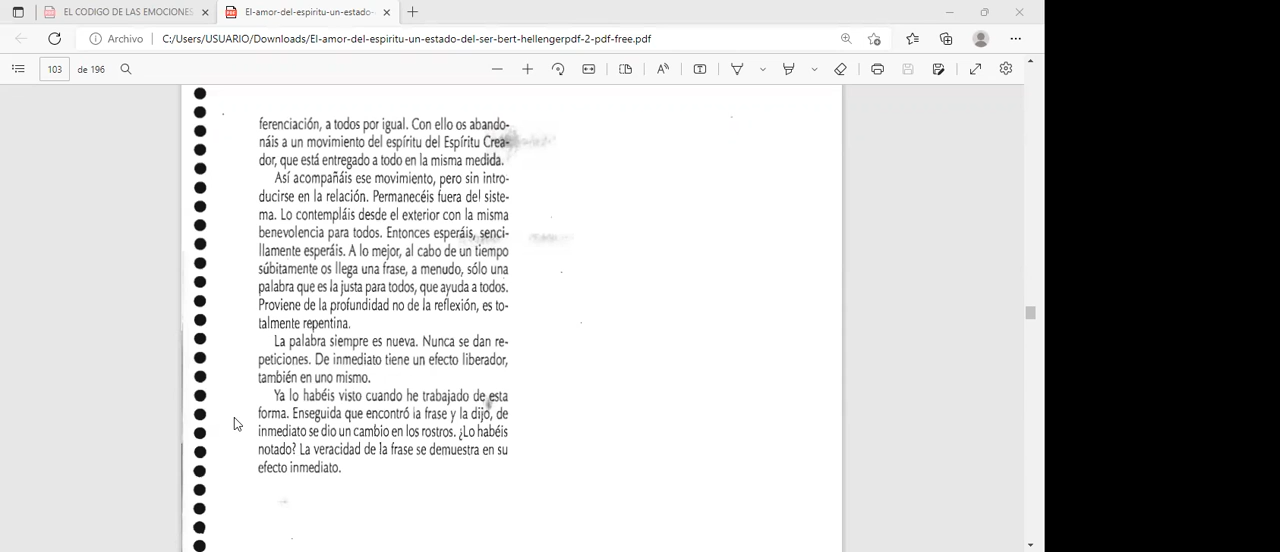 EL CODIGO DE LAS EMOCIONES
El-amor-del-espiritu-un-estado-
Archivo
C:/Users/USUARIO/Downloads/El-amor-del-espiritu-un-estado-del-ser-bert-hellengerpdf-2-pdf-free.pdf
103 de 196
ferenciación, a todos por igual. Con ello os abando-
náis a un movimiento del espíritu del Espíritu Crea-
dor, que está entregado a todo en la misma medida.
Así acompañáis ese movimiento, pero sin intro-
ducirse en la relación. Permanecéis fuera del siste-
ma. Lo contempláis desde el exterior con la misma
benevolencia para todos. Entonces esperáis, senci-
llamente esperáis. A lo mejor, al cabo de un tiempo
súbitamente os llega una frase, a menudo, sólo una
palabra que es la justa para todos, que ayuda a todos.
Proviene de la profundidad no de la reflexión, es to-
talmente repentina.
La palabra siempre es nueva. Nunca se dan re-
peticiones. De inmediato tiene un efecto liberador,
también en uno mismo.
Ya lo habéis visto cuando he trabajado de esta
forma. Enseguida que encontró ia frase y la dijo, de
inmediato se dio un cambio en los rostros. ¿Lo habéis
notado? La veracidad de la frase se demuestra en su
efecto inmediato.